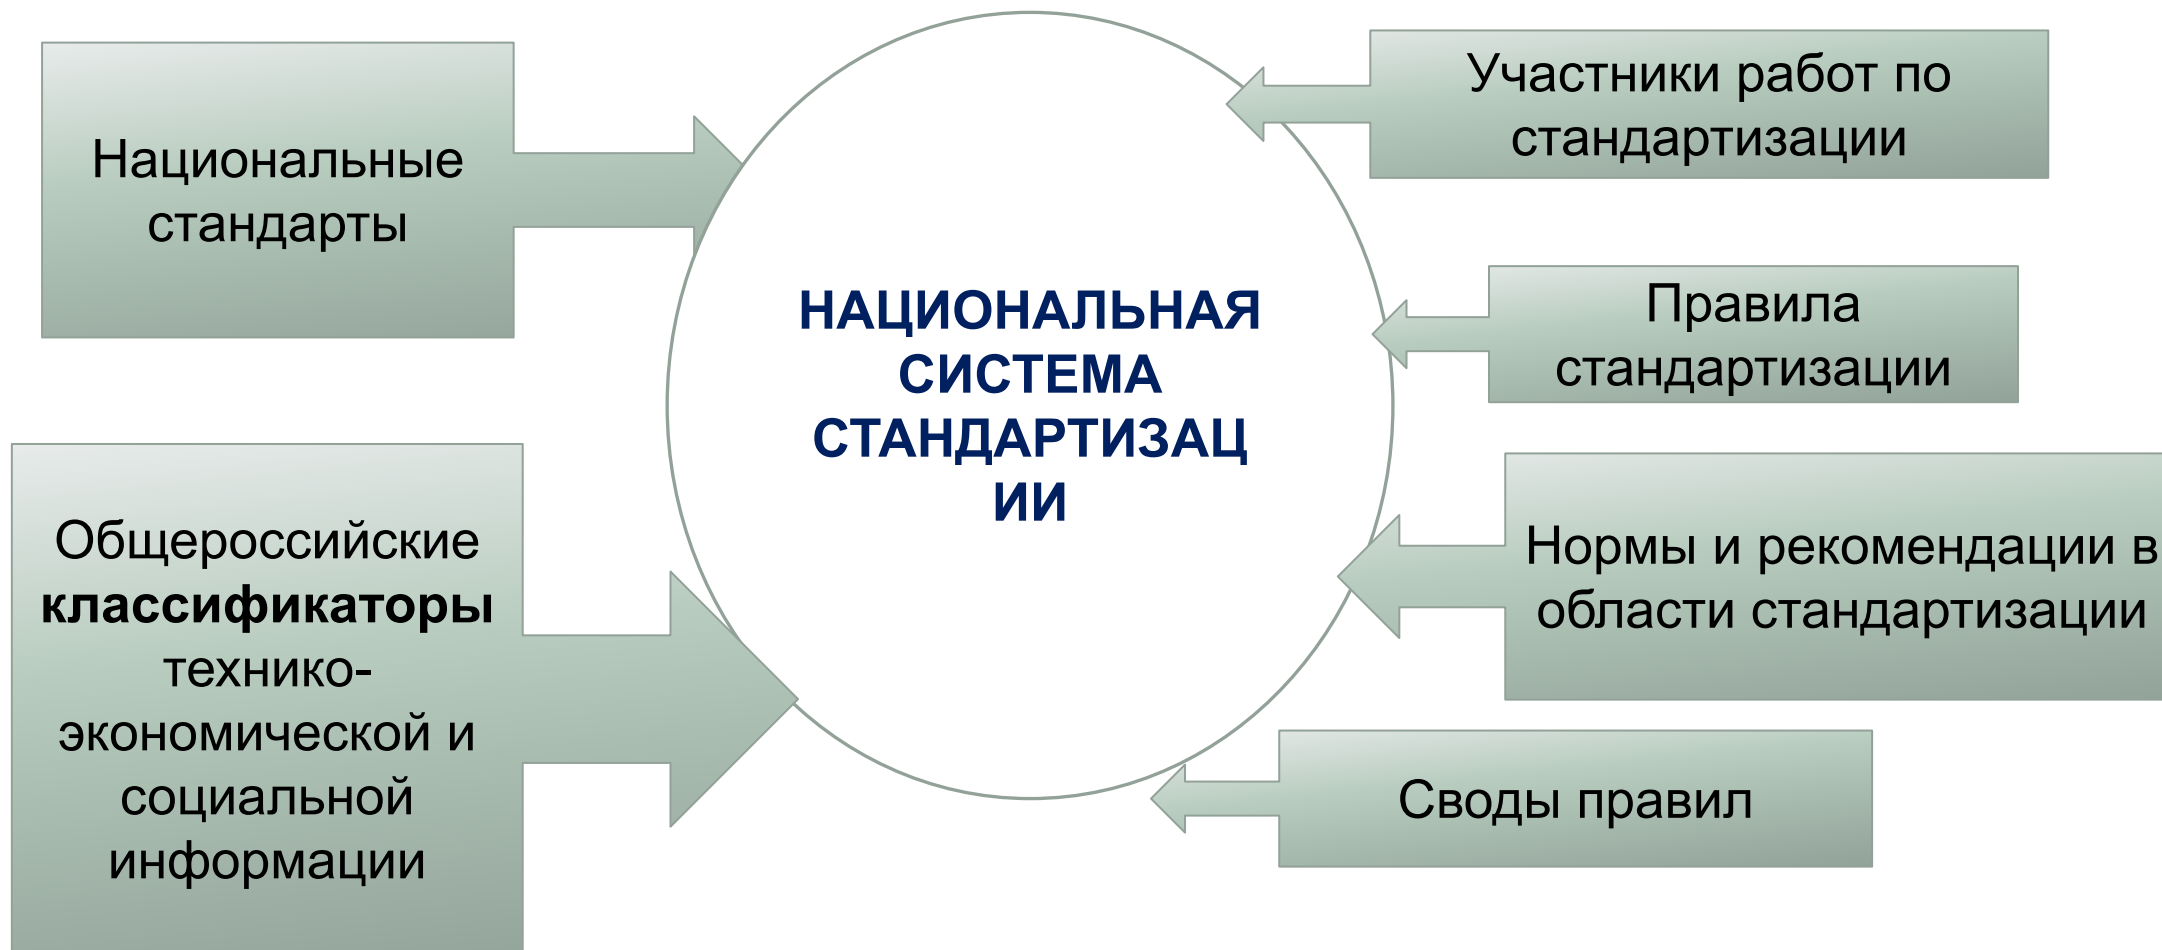 Национальные
стандарты
Общероссийские
классификаторы
технико-
экономической и
социальной
информации
НАЦИОНАЛЬНАЯ
СИСТЕМА
СТАНДАРТИЗАЦ
ИИ
Участники работ по
стандартизации
Правила
стандартизации
Нормы и рекомендации в
области стандартизации
Своды правил